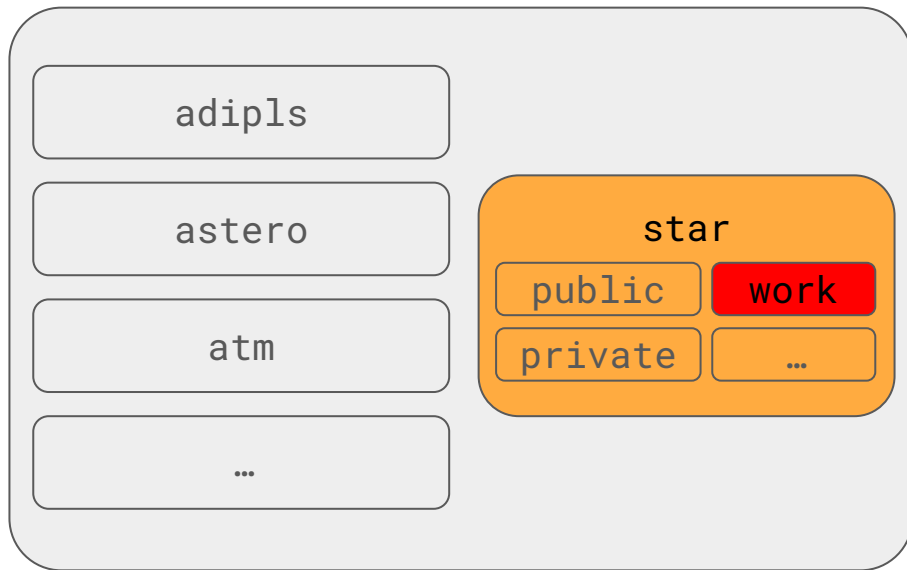 adipls
astero
atm
…
star
public work
private …